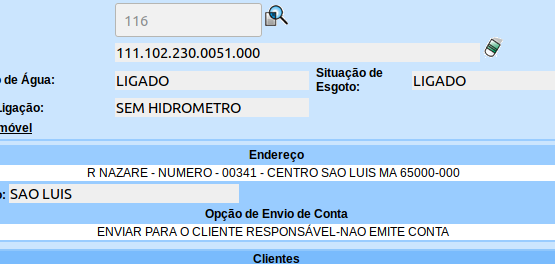 116
111.102.230.0051.000
o de Água: LIGADO Situação de Esgoto: LIGADO
Ligação: SEM HIDROMETRO
móvel
Endereço
R NAZARE - NUMERO - 00341 - CENTRO SAO LUIS MA 65000-000
o: SAO LUIS
Opção de Envio de Conta
ENVIAR PARA O CLIENTE RESPONSÁVEL-NAO EMITE CONTA
Clientes